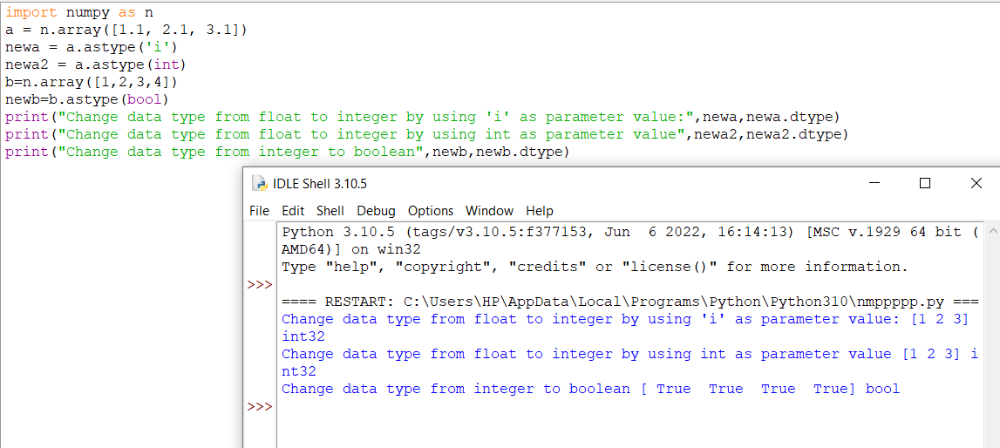 import numpy as n
a = n.array([1.1, 2.1, 3.1])
newa = a.astype('i')
newa2 = a.astype(int)
b=n.array([1,2,3,4])
newb=b.astype(bool)
print("Change data type from float to integer by using 'i' as parameter value:",newa,newa.dtype)
print("Change data type from float to integer by using int as parameter value",newa2,newa2.dtype)
print("Change data type from integer to boolean",newb,newb.dtype)
IDLE Shell 3.10.5
File Edit Shell Debug Options Window Help
Python 3.10.5 (tags/v3.10.5:f377153, Jun  6 2022, 16:14:13) [MSC v.1929 64 bit (
AMD64)] on win32
Type "help", "copyright", "credits" or "license()" for more information.
>>>
==== RESTART: C:\Users\HP\AppData\Local\Programs\Python\Python310\nmppppp.py ===
Change data type from float to integer by using 'i' as parameter value: [1 2 3]
int32
Change data type from float to integer by using int as parameter value [1 2 3] i
nt32
Change data type from integer to boolean [ True  True  True  True] bool
>>>